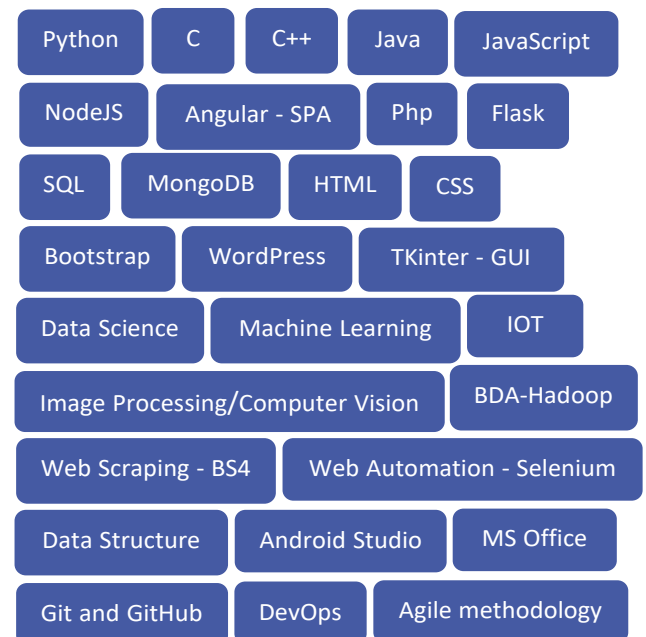 Python C C++ Java JavaScript
NodeJS Angular - SPA Php Flask
SQL MongoDB HTML CSS
Bootstrap WordPress TKinter - GUI
Data Science Machine Learning IOT
Image Processing/Computer Vision BDA-Hadoop
Web Scraping - BS4 Web Automation - Selenium
Data Structure Android Studio MS Office
Git and GitHub DevOps Agile methodology